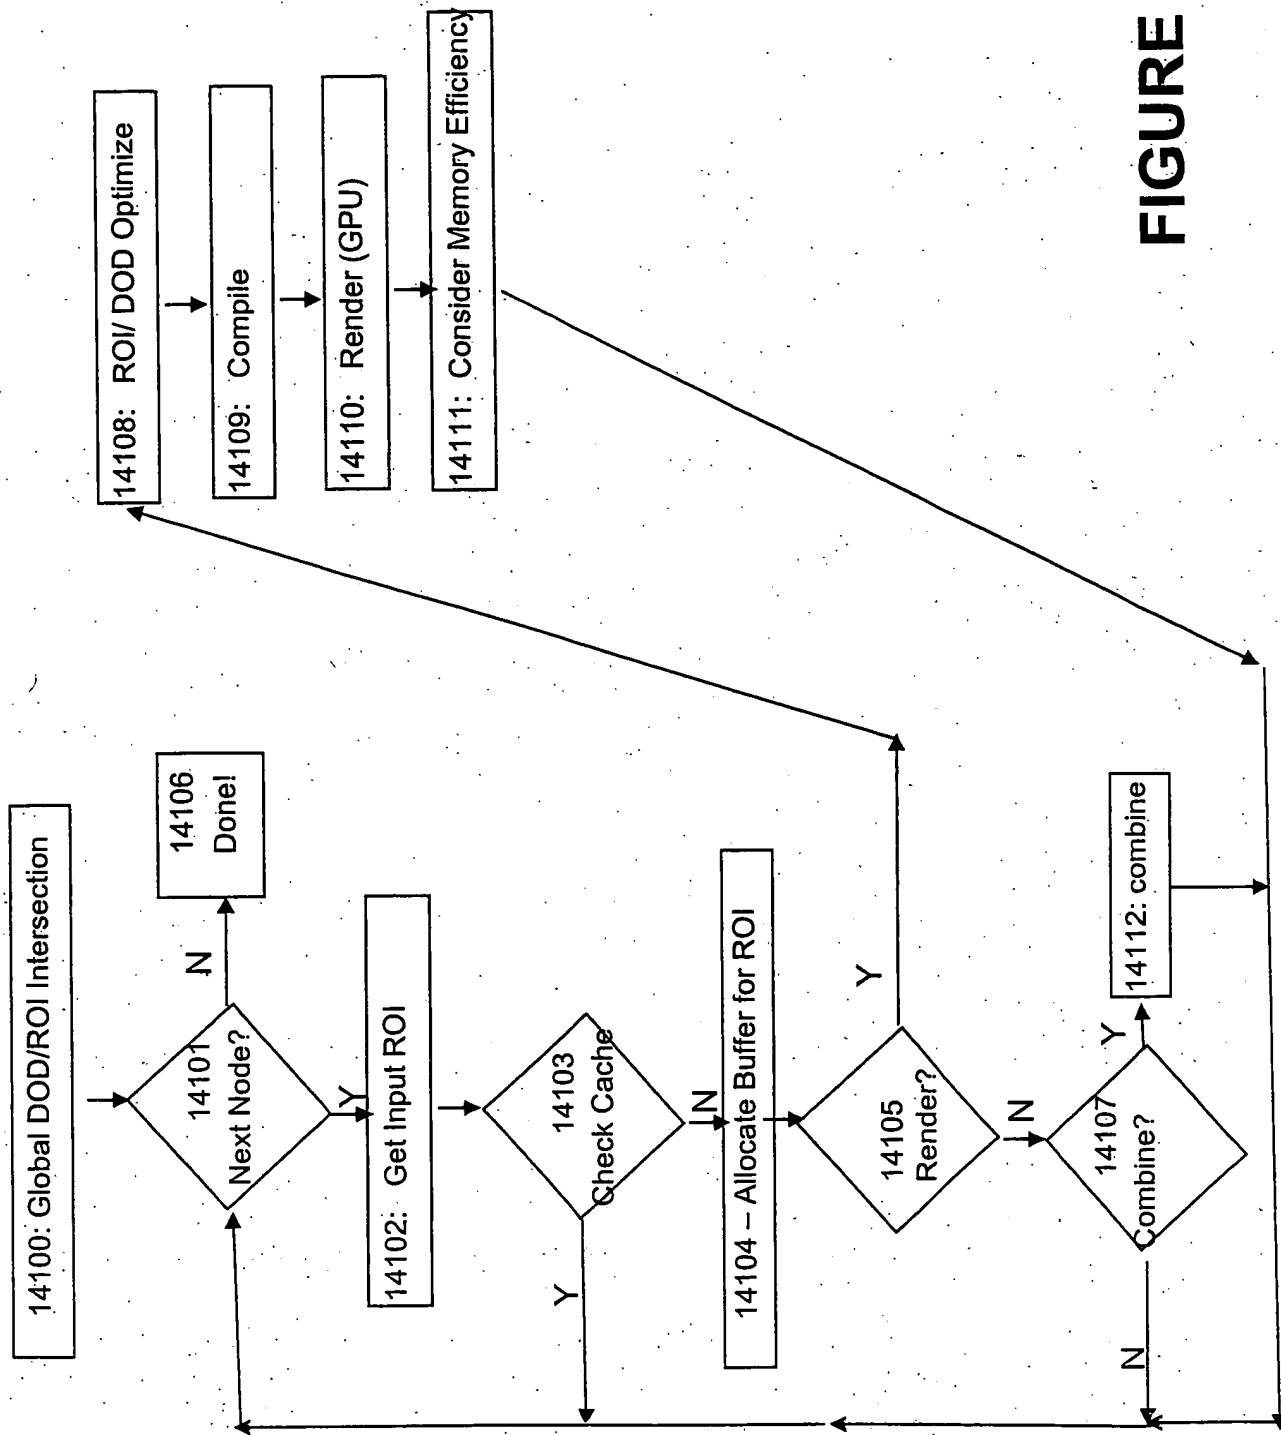 14100: Global DOD/ROI Intersection
14101
Next Node?
N
14106
Done!
Y
14102: Get Input ROI
14103
Check Cache
Y
N
14104 – Allocate Buffer for ROI
14105
Render?
Y
N
14107
Combine?
Y
14112: combine
N
14108: ROI/ DOD Optimize
14109: Compile
14110: Render (GPU)
14111: Consider Memory Efficiency
FIGURE